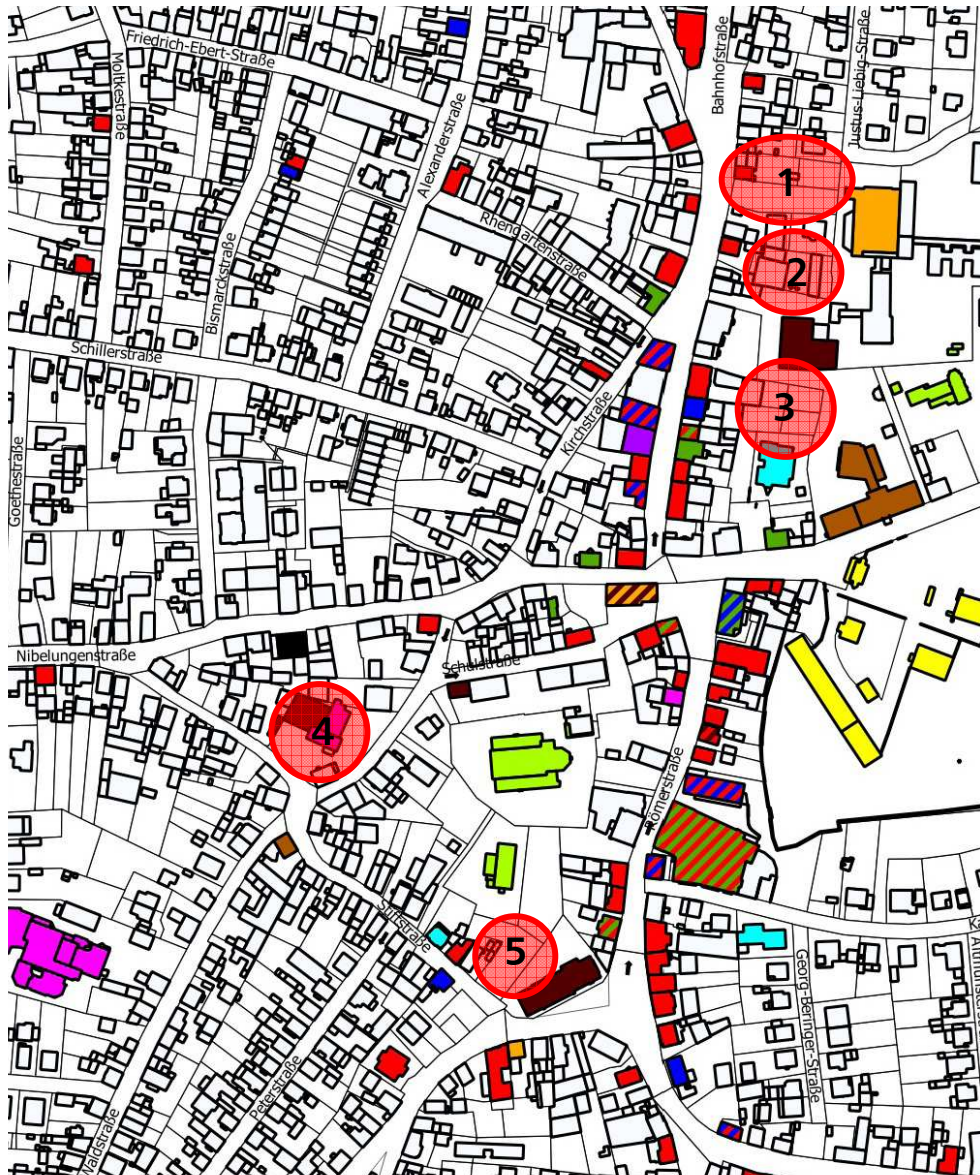 Friedrich-Ebert-Straße
Moltkestraße
Bahnhofstraße
Justus-Liebig-Straße
Alexanderstraße
1
Rheingartenstraße
Bismarckstraße
2
Schillerstraße
3
Kirchstraße
Goethestraße
Nibelungenstraße
Schulstraße
4
Römerstraße
Stiftstraße
5
Georg-Beringer-Straße
Peterstraße
Waldstraße